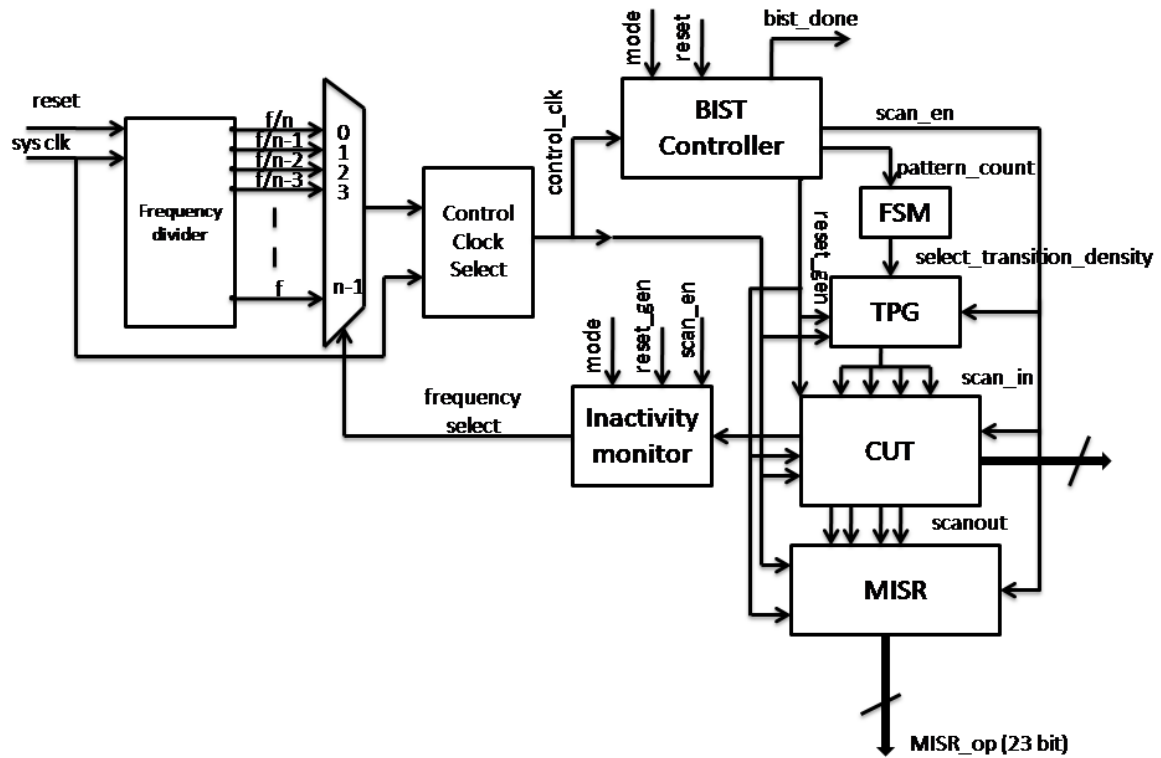 bist_done
mode
reset
reset
sys clk
f/n
f/n-1
f/n-2
f/n-3
f
0
1
2
3
n-1
Frequency
divider
Control
Clock
Select
control_clk
BIST
Controller
scan_en
pattern_count
FSM
select_transition_density
reset_gen
TPG
scan_in
mode
reset_gen
scan_en
frequency
select
Inactivity
monitor
CUT
scanout
MISR
MISR_op (23 bit)